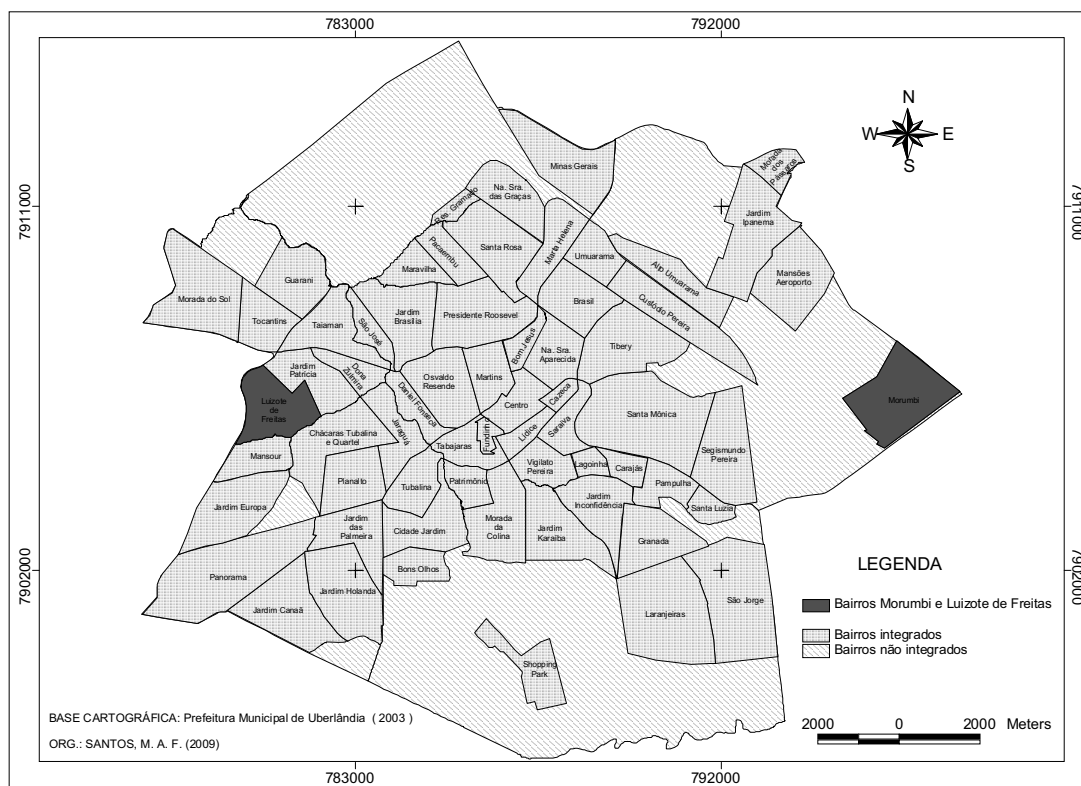 783000
792000
N
W
E
S
Minas Gerais
Morada
dos
Pássaros
Na. Sra.
das Graças
Res. Gramado
7911000
7911000
Jardim
Ipanema
Marta Helena
Pacaembu
Santa Rosa
Umuarama
Alto Umuarama
Maravilha
Mansões
Aeroporto
Guarani
Morada do Sol
Brasil
Custódio Pereira
Tocantins
Taiaman
São José
Jardim
Brasília
Presidente Roosevel
Bom Jesus
Na. Sra.
Aparecida
Tibery
Jardim
Patrícia
Dona
Zulmira
Osvaldo
Resende
Martins
Luizote
de
Freitas
Daniel Fonseca
Centro
Cazeca
Morumbi
Santa Mônica
Chácaras Tubalina
e Quartel
Jaraguá
Fundinho
Lídice
Saraiva
Tabajaras
Mansour
Segismundo
Pereira
Vigilato
Pereira
Lagoinha
Carajás
Planalto
Tubalina
Patrimônio
Pampulha
Jardim Europa
Jardim
Inconfidência
Santa Luzia
Jardim
das
Palmeira
Cidade Jardim
Morada
da
Colina
Jardim
Karaíba
Granada
7902000
7902000
Panorama
Bons Olhos
Jardim Holanda
Jardim Canaã
Laranjeiras
São Jorge
Shopping
Park
LEGENDA
Bairros Morumbi e Luizote de Freitas
Bairros integrados
Bairros não integrados
BASE CARTOGRÁFICA: Prefeitura Municipal de Uberlândia ( 2003 )
ORG.: SANTOS, M. A. F. (2009)
2000 0 2000 Meters
783000
792000